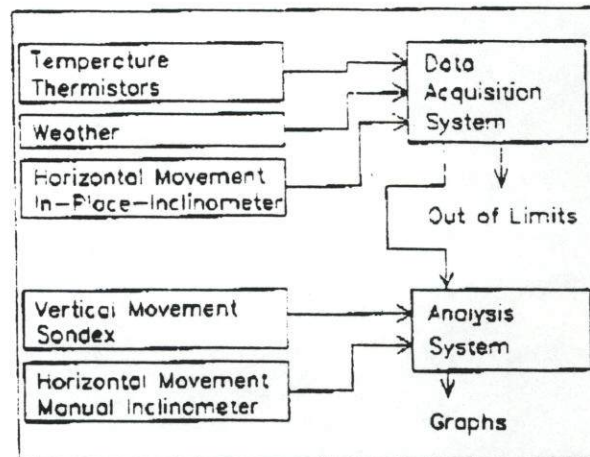 Temperature
Thermistors
Weather
Horizontal Movement
In-Place-Inclinometer
Data
Acquisition
System
Out of Limits
Vertical Movement
Sondex
Horizontal Movement
Manual Inclinometer
Analysis
System
Graphs